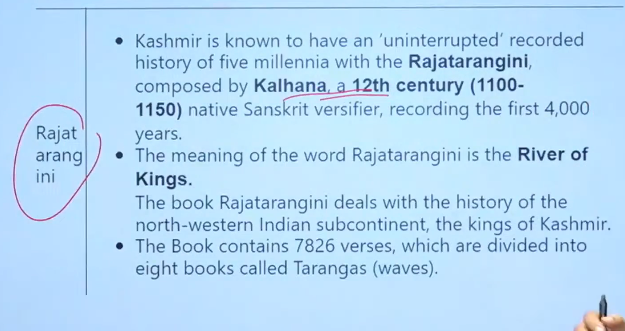 Rajat
arang
ini
• Kashmir is known to have an 'uninterrupted' recorded
history of five millennia with the Rajatarangini,
composed by Kalhana, a 12th century (1100-
1150) native Sanskrit versifier, recording the first 4,000
years.
• The meaning of the word Rajatarangini is the River of
Kings.
The book Rajatarangini deals with the history of the
north-western Indian subcontinent, the kings of Kashmir.
• The Book contains 7826 verses, which are divided into
eight books called Tarangas (waves).